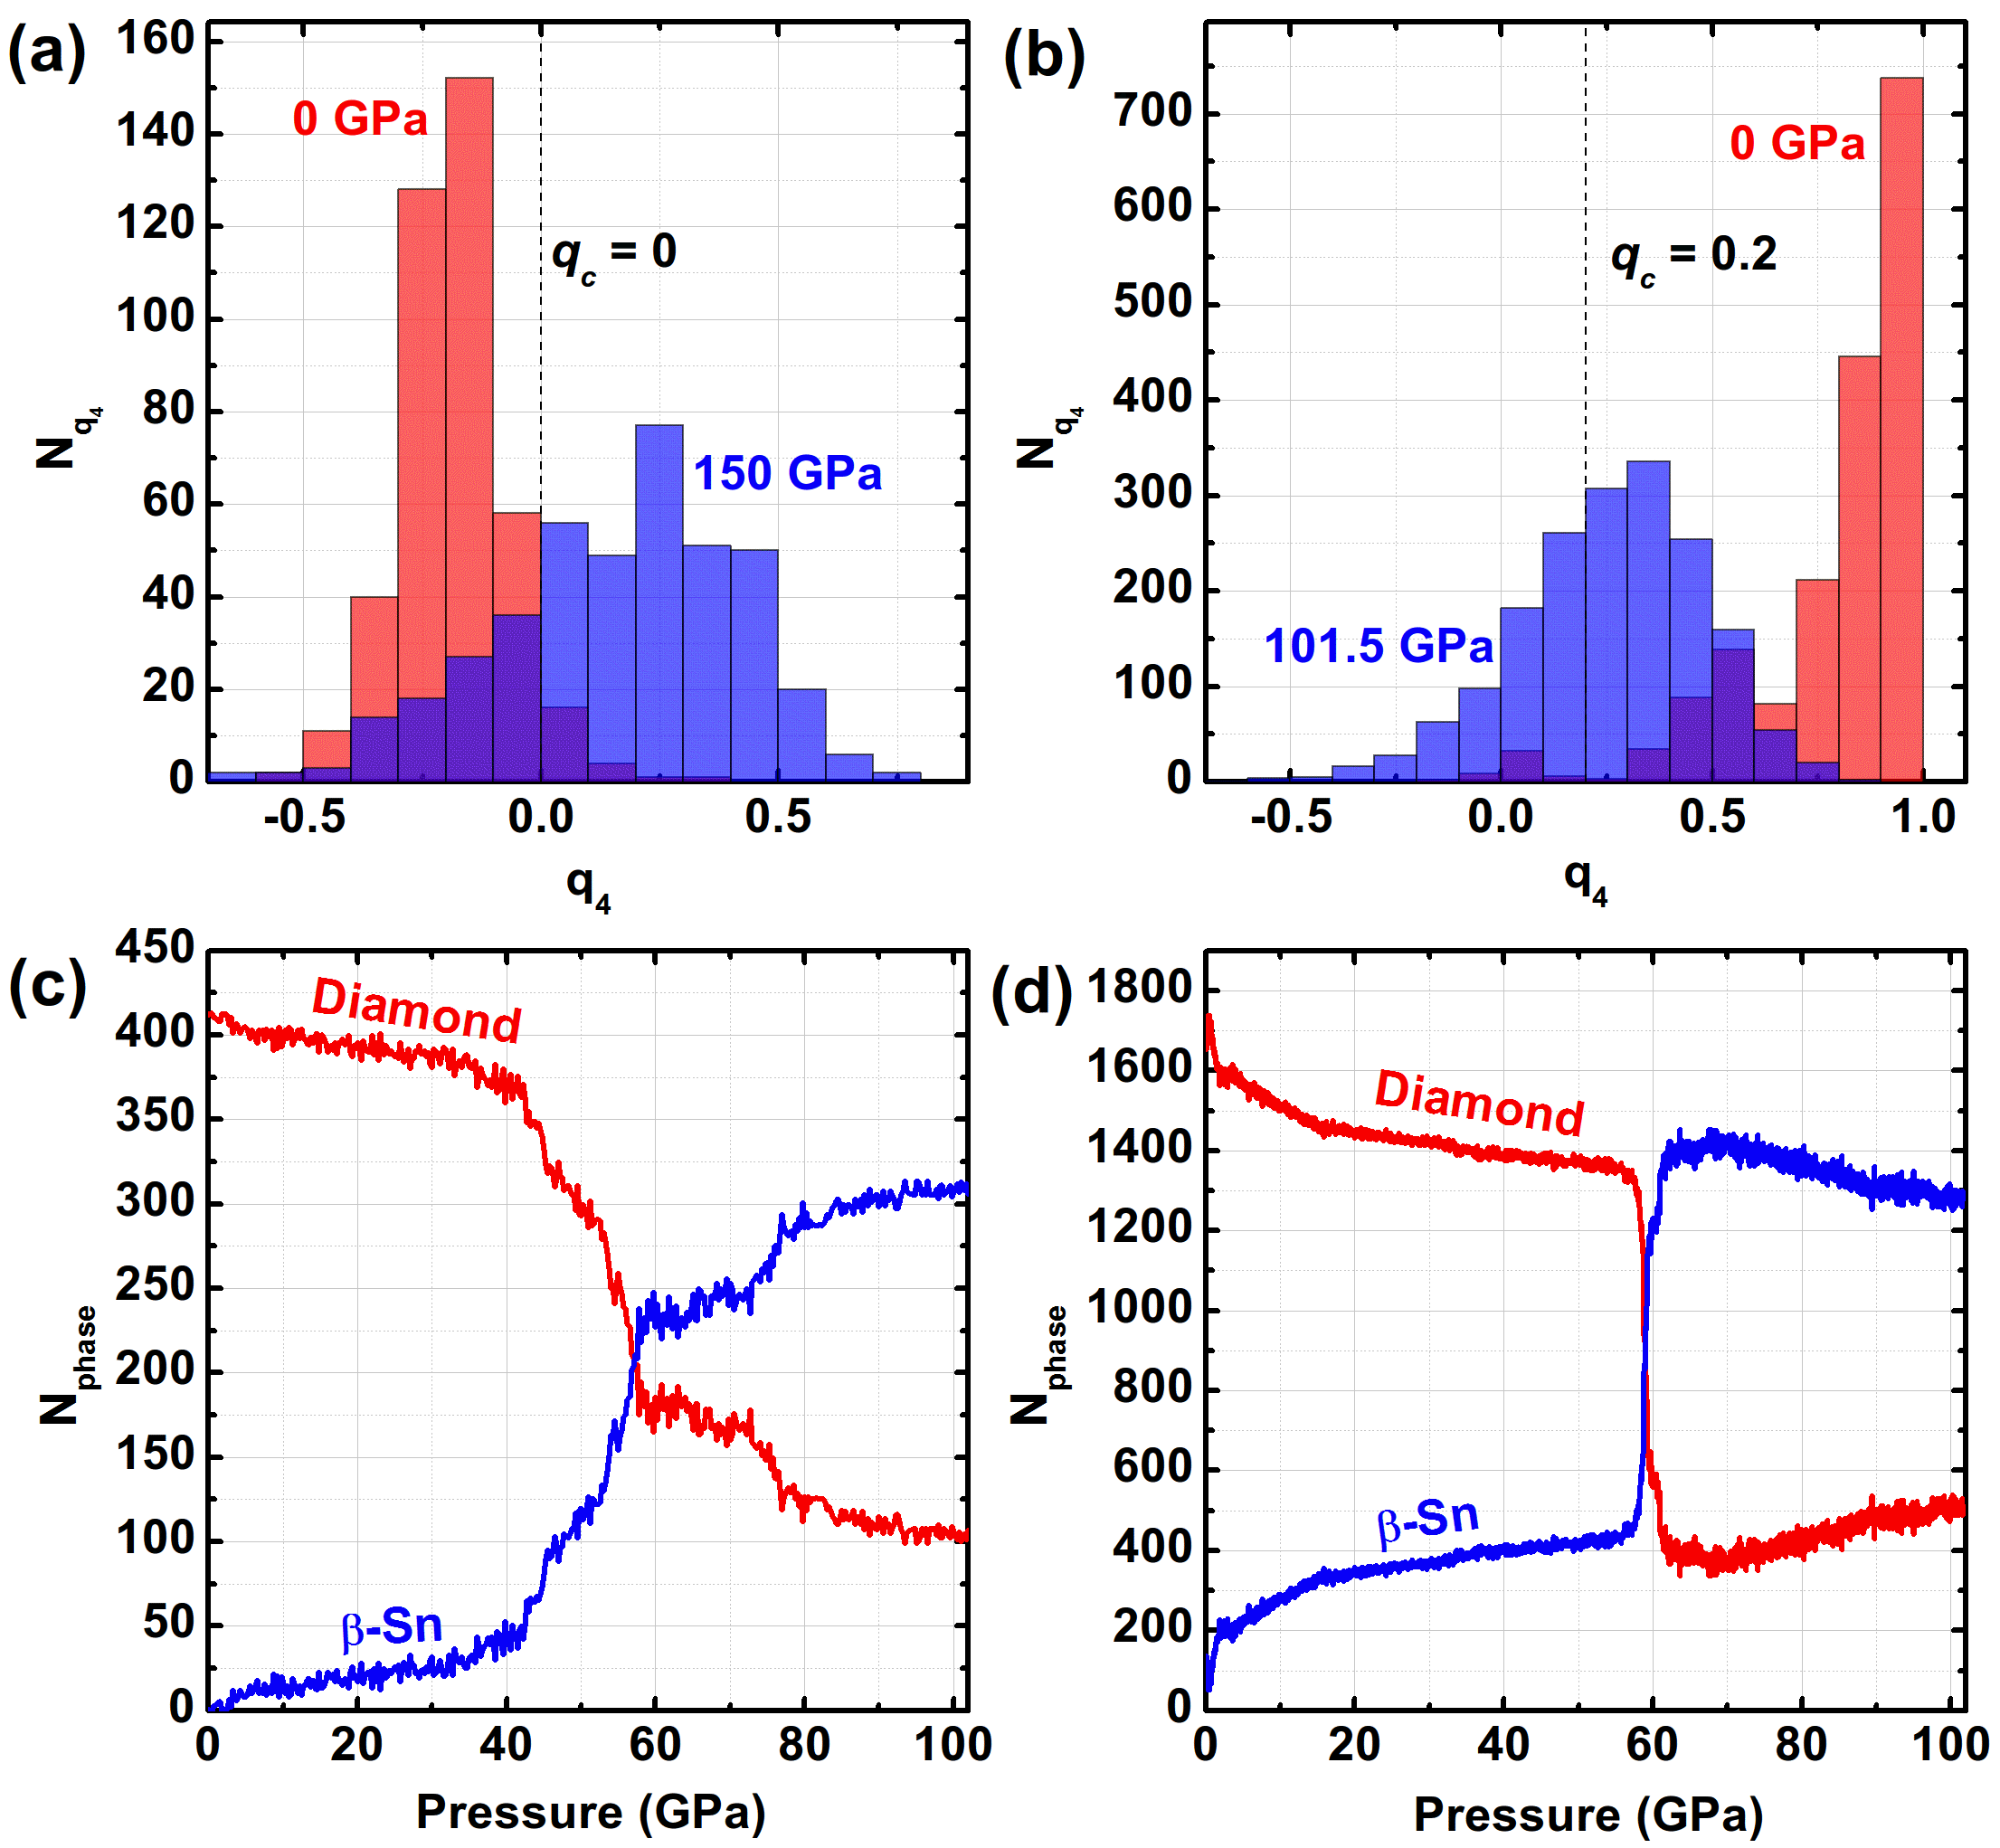 (a)
160
140
120
100
80
60
40
20
0
N_q4
0 GPa
q_c = 0
150 GPa
-0.5
0.0
0.5
q_4
(b)
700
600
500
400
300
200
100
0
N_q4
0 GPa
q_c = 0.2
101.5 GPa
-0.5
0.0
0.5
1.0
q_4
(c)
450
400
350
300
250
200
150
100
50
0
N_phase
Diamond
β-Sn
0
20
40
60
80
100
Pressure (GPa)
(d)
1800
1600
1400
1200
1000
800
600
400
200
0
N_phase
Diamond
β-Sn
0
20
40
60
80
100
Pressure (GPa)